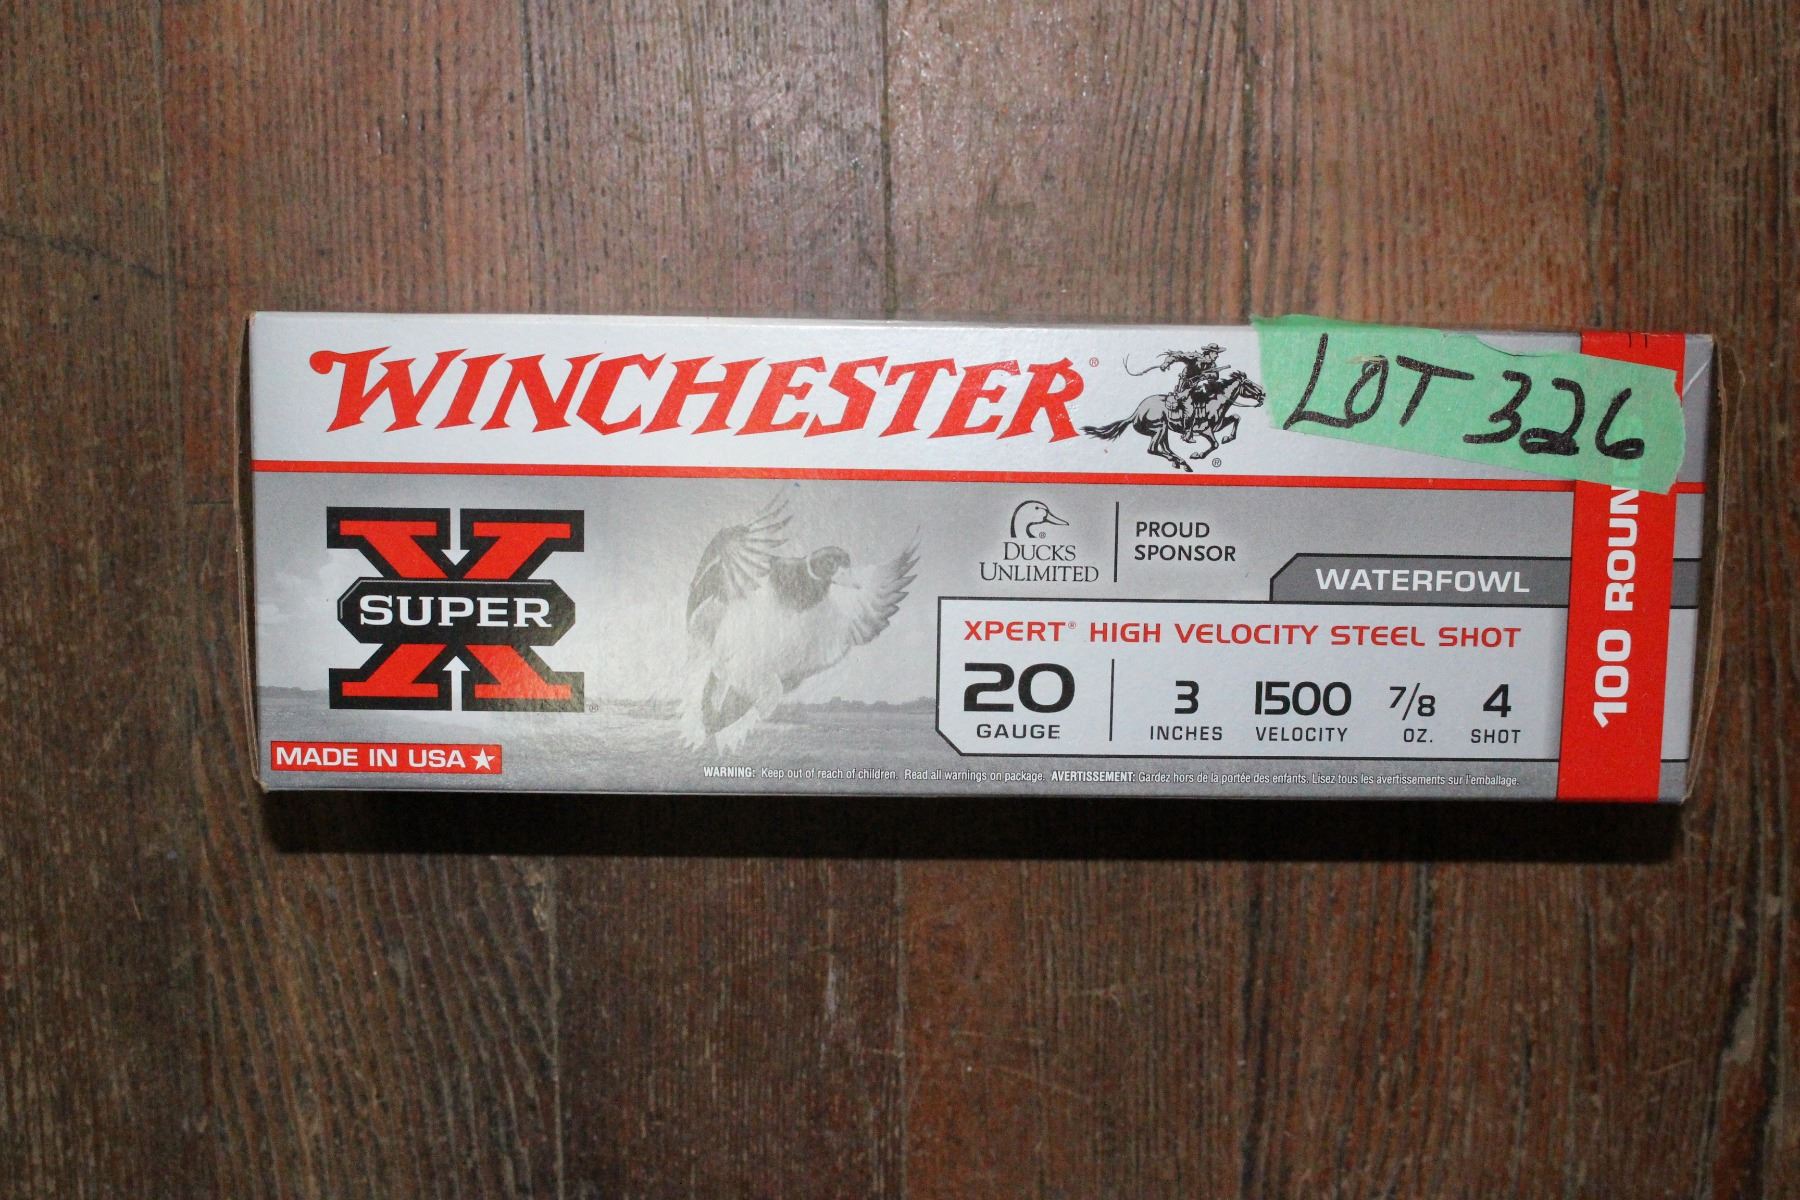 WINCHESTER®
®
LOT 326
X
SUPER
®
®
DUCKS
UNLIMITED
PROUD
SPONSOR
WATERFOWL
XPERT® HIGH VELOCITY STEEL SHOT
20
GAUGE
3
INCHES
1500
VELOCITY
7/8
OZ.
4
SHOT
100 ROUN
MADE IN USA
WARNING: Keep out of reach of children. Read all warnings on package. AVERTISSEMENT: Gardez hors de la portée des enfants. Lisez tous les avertissements sur l'emballage.